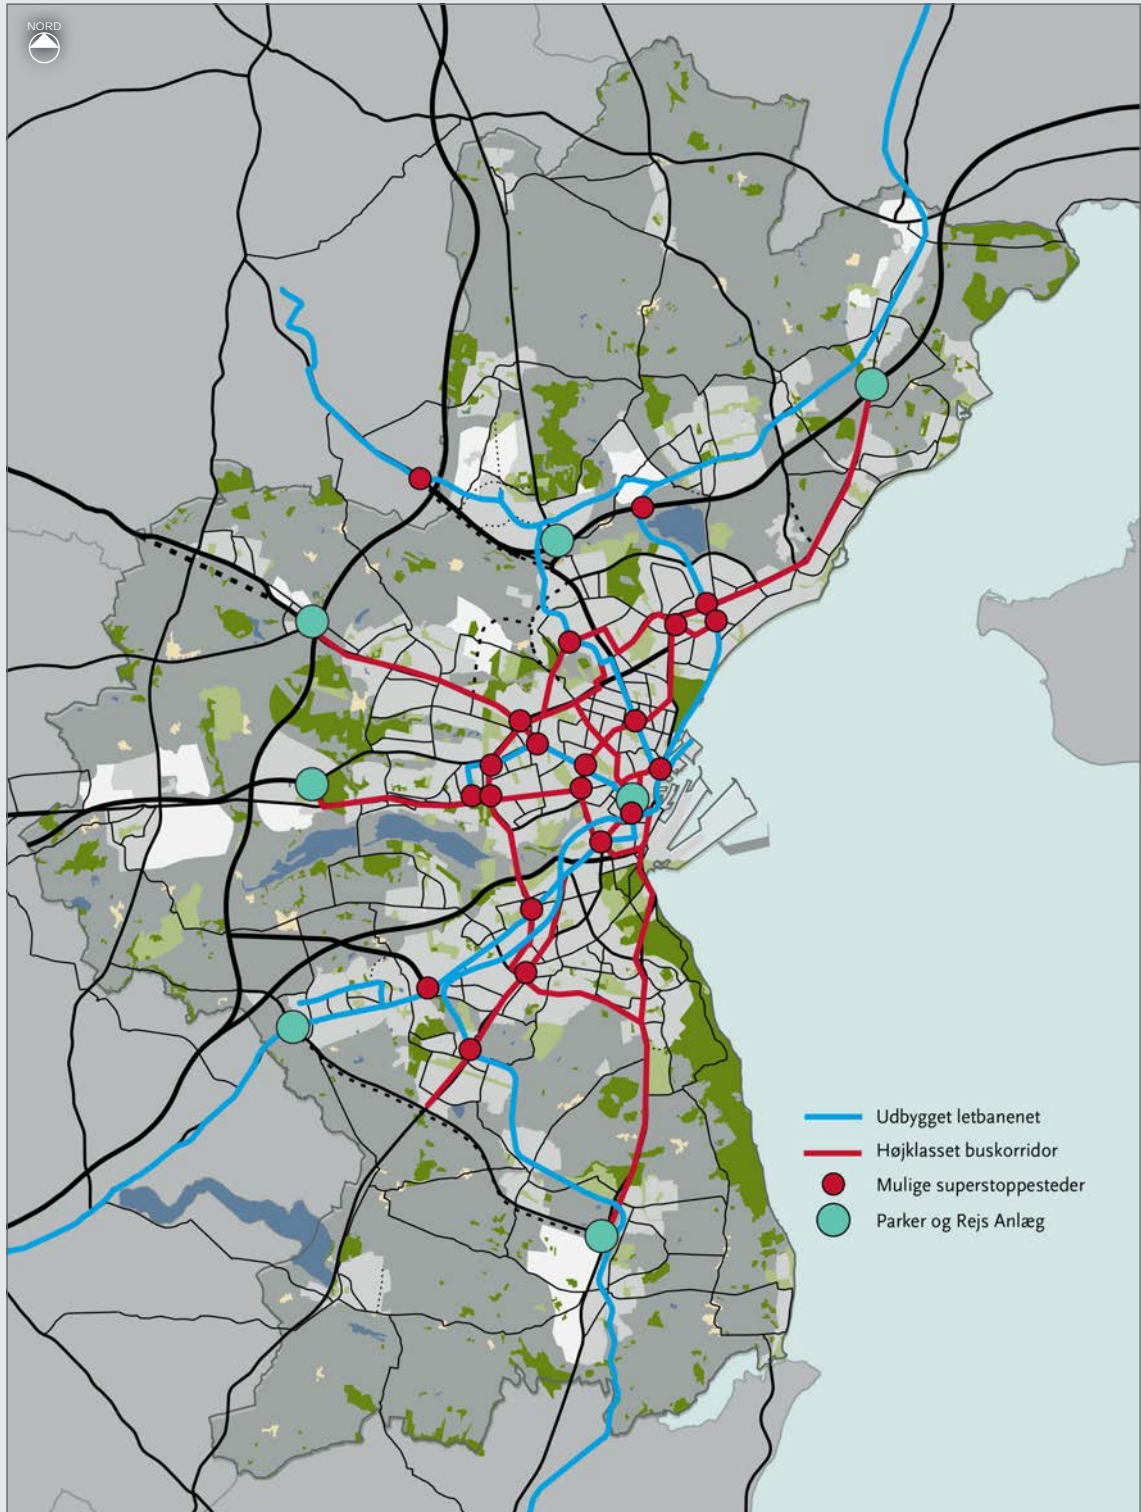 NORD
Udbygget letbanenet
Højklasset buskorridor
Mulige superstoppesteder
Parker og Rejs Anlæg